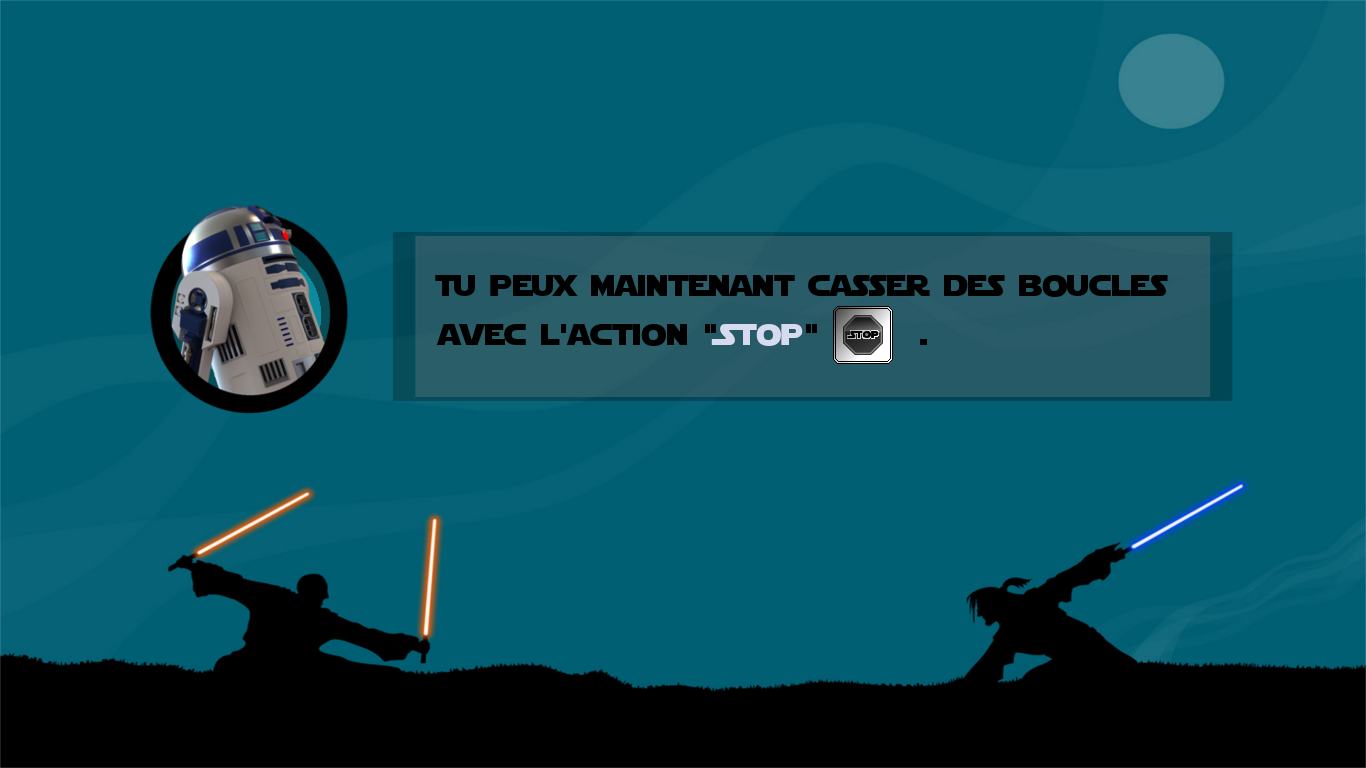 TU PEUX MAINTENANT CASSER DES BOUCLES
AVEC L'ACTION "STOP" STOP .